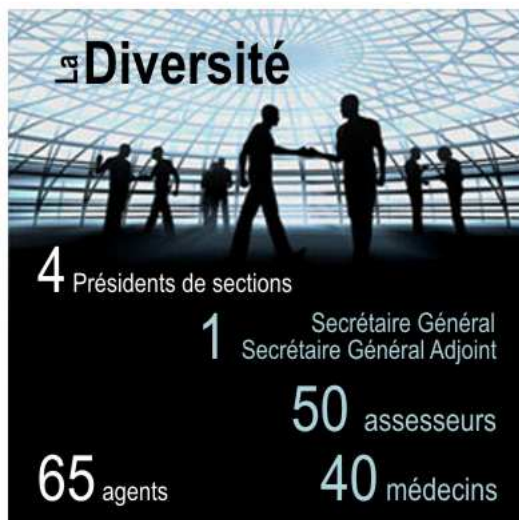 La Diversité
4 Présidents de sections
1 Secrétaire Général
Secrétaire Général Adjoint
50 assesseurs
65 agents
40 médecins